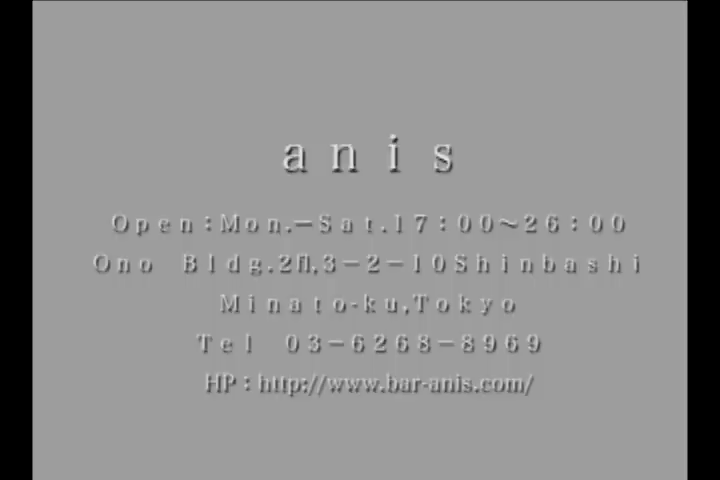 anis
Open:Mon.－Sat.17：00～26：00
Ono Bldg.2fl,3－2－10Shinbashi
Minato-ku,Tokyo
Tel 03－6268－8969
HP：http://www.bar-anis.com/